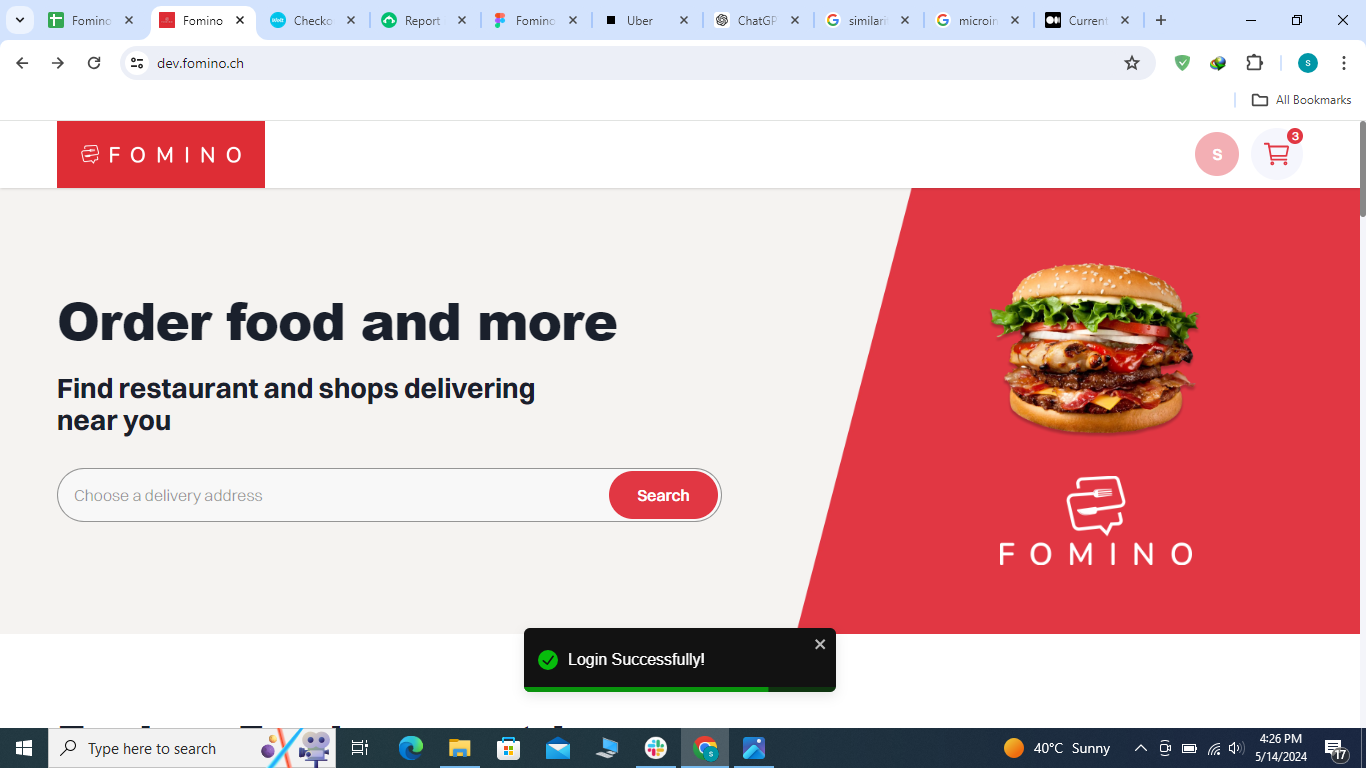 Fomino
Fomino
Checko
Report
Fomino
Uber
ChatGP
similari
microin
Current
dev.fomino.ch
S
All Bookmarks
FOMINO
S
3
Order food and more
Find restaurant and shops delivering
near you
Choose a delivery address
Search
FOMINO
Login Successfully!
Type here to search
40°C Sunny
4:26 PM
5/14/2024
17